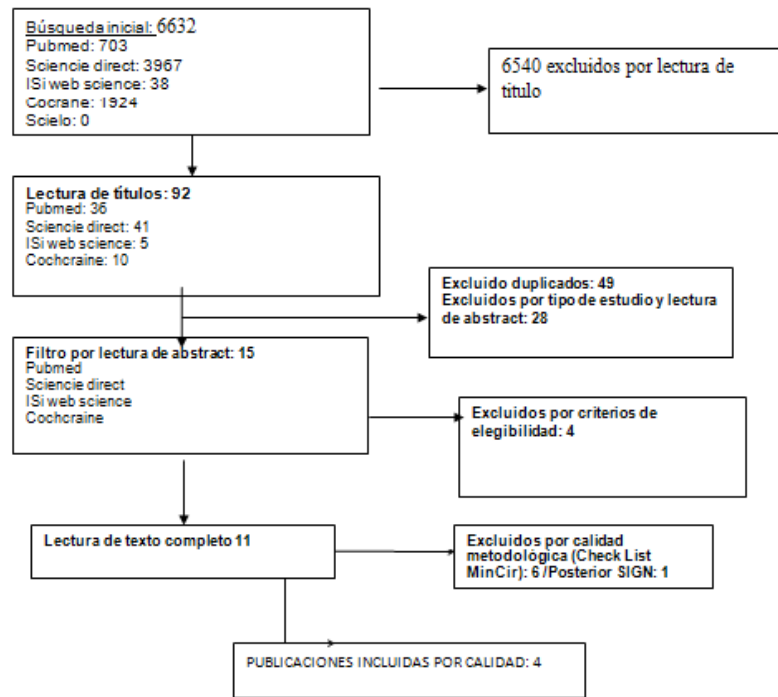 Búsqueda inicial: 6632
Pubmed: 703
Sciencie direct: 3967
ISi web science: 38
Cocrane: 1924
Scielo: 0
6540 excluidos por lectura de
titulo
Lectura de títulos: 92
Pubmed: 36
Sciencie direct: 41
ISi web science: 5
Cochcraine: 10
Excluido duplicados: 49
Excluidos por tipo de estudio y lectura
de abstract: 28
Filtro por lectura de abstract: 15
Pubmed
Sciencie direct
ISi web science
Cochcraine
Excluidos por criterios de
elegibilidad: 4
Lectura de texto completo 11
Excluidos por calidad
metodológica (Check List
MinCir): 6 /Posterior SIGN: 1
PUBLICACIONES INCLUIDAS POR CALIDAD: 4